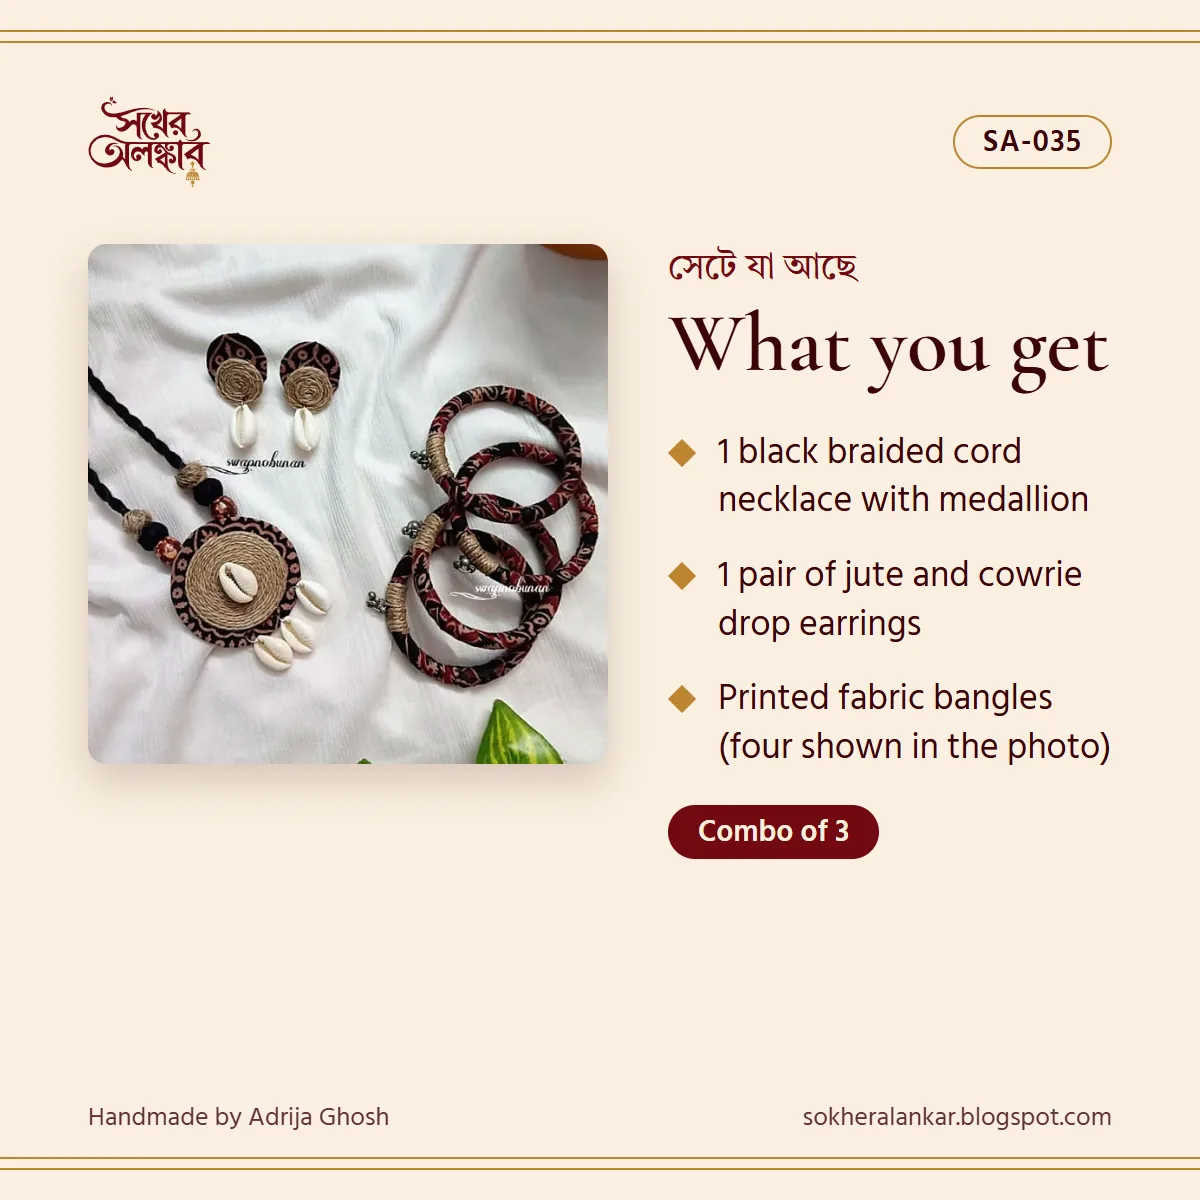 সখের
অলঙ্কার
SA-035
সেটে যা আছে
What you get
1 black braided cord
necklace with medallion
1 pair of jute and cowrie
drop earrings
Printed fabric bangles
(four shown in the photo)
Combo of 3
swapnobunan
swapnobunan
Handmade by Adrija Ghosh
sokheralankar.blogspot.com